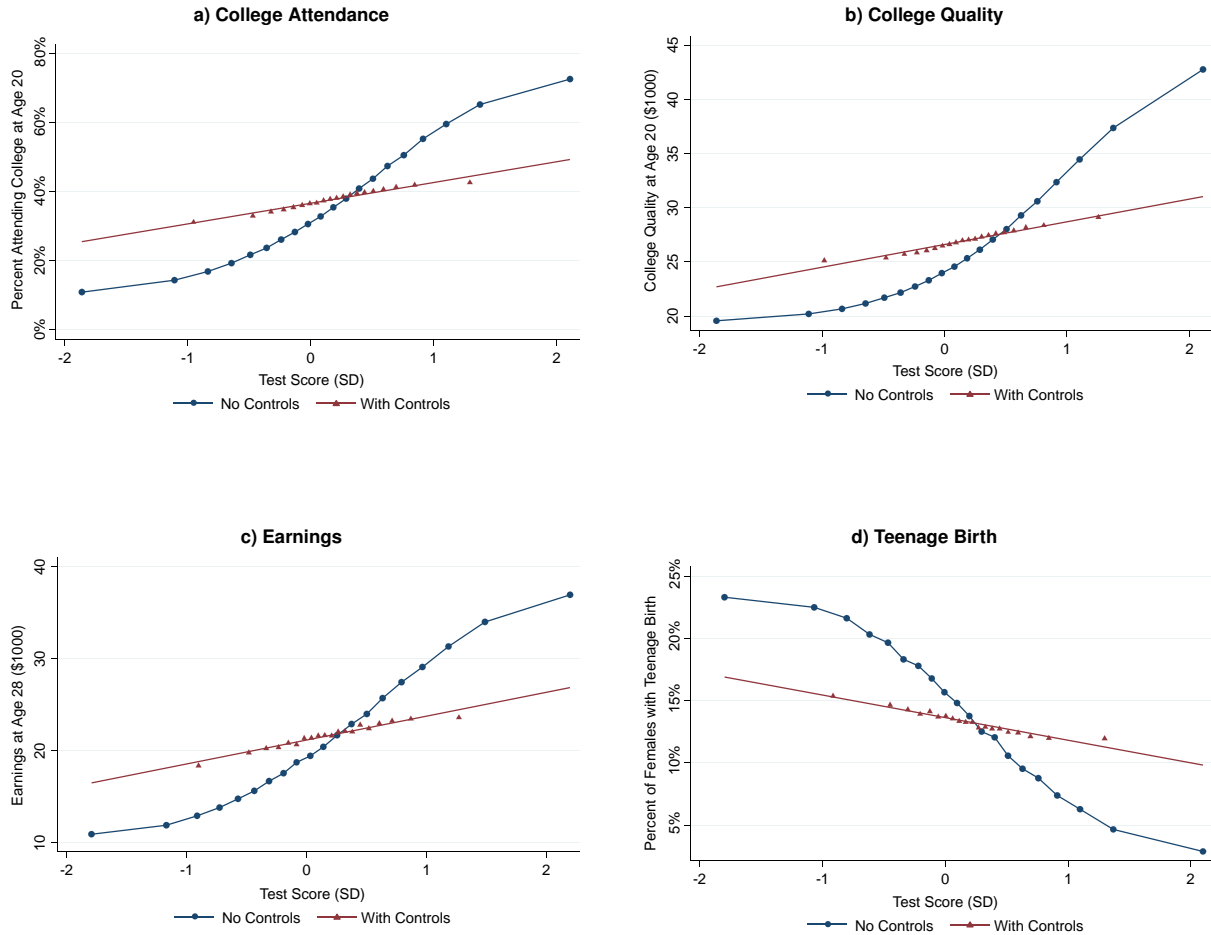 a) College Attendance
Percent Attending College at Age 20
80%
60%
40%
20%
0%
-2 -1 0 1 2
Test Score (SD)
No Controls With Controls
b) College Quality
College Quality at Age 20 ($1000)
45
40
35
30
25
20
-2 -1 0 1 2
Test Score (SD)
No Controls With Controls
c) Earnings
Earnings at Age 28 ($1000)
40
30
20
10
-2 -1 0 1 2
Test Score (SD)
No Controls With Controls
d) Teenage Birth
Percent of Females with Teenage Birth
25%
20%
15%
10%
5%
-2 -1 0 1 2
Test Score (SD)
No Controls With Controls